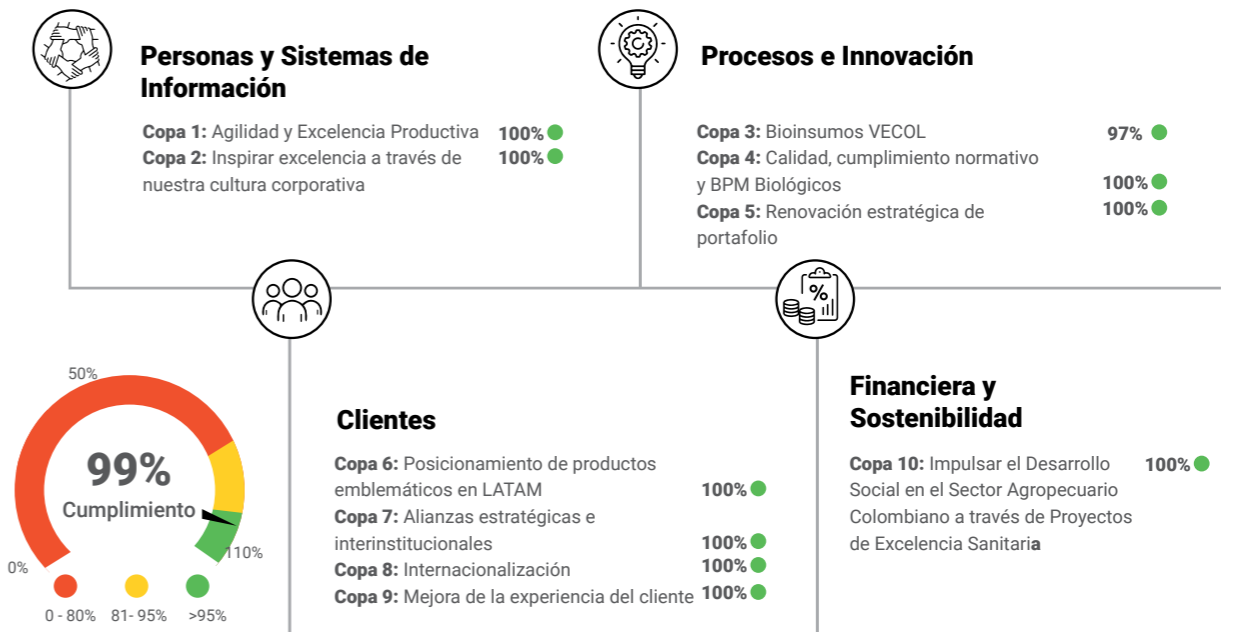 Personas y Sistemas de
Información
Copa 1: Agilidad y Excelencia Productiva 100%
Copa 2: Inspirar excelencia a través de 100%
nuestra cultura corporativa
Procesos e Innovación
Copa 3: Bioinsumos VECOL 97%
Copa 4: Calidad, cumplimiento normativo
y BPM Biológicos 100%
Copa 5: Renovación estratégica de 100%
portafolio
%
50%
99%
Cumplimiento
0%
110%
0 - 80% 81- 95% >95%
Clientes
Copa 6: Posicionamiento de productos
emblemáticos en LATAM 100%
Copa 7: Alianzas estratégicas e
interinstitucionales 100%
Copa 8: Internacionalización 100%
Copa 9: Mejora de la experiencia del cliente 100%
Financiera y
Sostenibilidad
Copa 10: Impulsar el Desarrollo 100%
Social en el Sector Agropecuario
Colombiano a través de Proyectos
de Excelencia Sanitaria